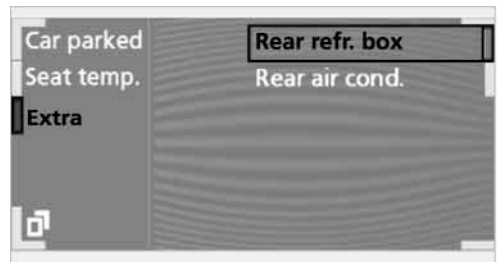 Car parked
Seat temp.
Extra
Rear refr. box
Rear air cond.